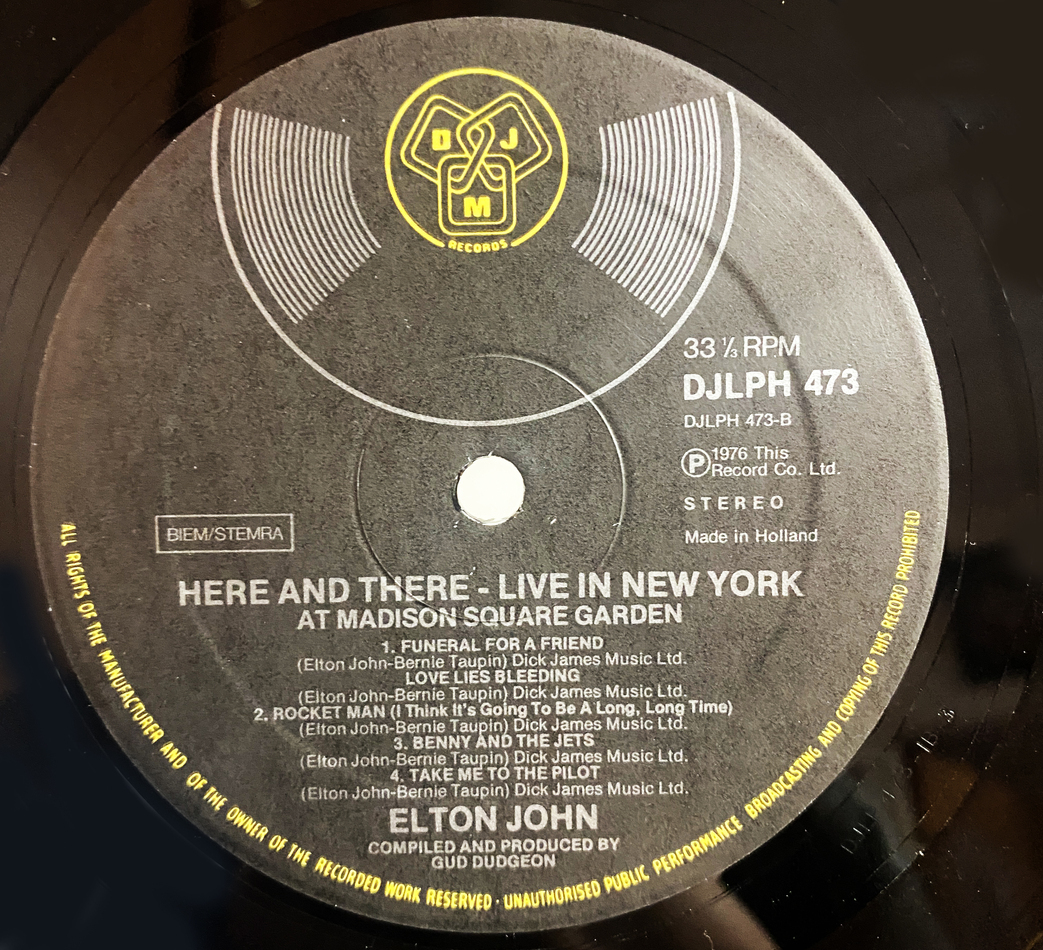 D J
M
RECORDS
33 ⅓ RPM
DJLPH 473
DJLPH 473-B
Ⓟ 1976 This
Record Co. Ltd.
STEREO
Made in Holland
BIEM/STEMRA
HERE AND THERE - LIVE IN NEW YORK
AT MADISON SQUARE GARDEN
1. FUNERAL FOR A FRIEND
(Elton John-Bernie Taupin) Dick James Music Ltd.
LOVE LIES BLEEDING
(Elton John-Bernie Taupin) Dick James Music Ltd.
2. ROCKET MAN (I Think It's Going To Be A Long, Long Time)
(Elton John-Bernie Taupin) Dick James Music Ltd.
3. BENNY AND THE JETS
(Elton John-Bernie Taupin) Dick James Music Ltd.
4. TAKE ME TO THE PILOT
(Elton John-Bernie Taupin) Dick James Music Ltd.
ELTON JOHN
COMPILED AND PRODUCED BY
GUD DUDGEON
ALL RIGHTS OF THE MANUFACTURER AND OF THE OWNER OF THE RECORDED WORK RESERVED · UNAUTHORISED PUBLIC PERFORMANCE BROADCASTING AND COPYING OF THIS RECORD PROHIBITED